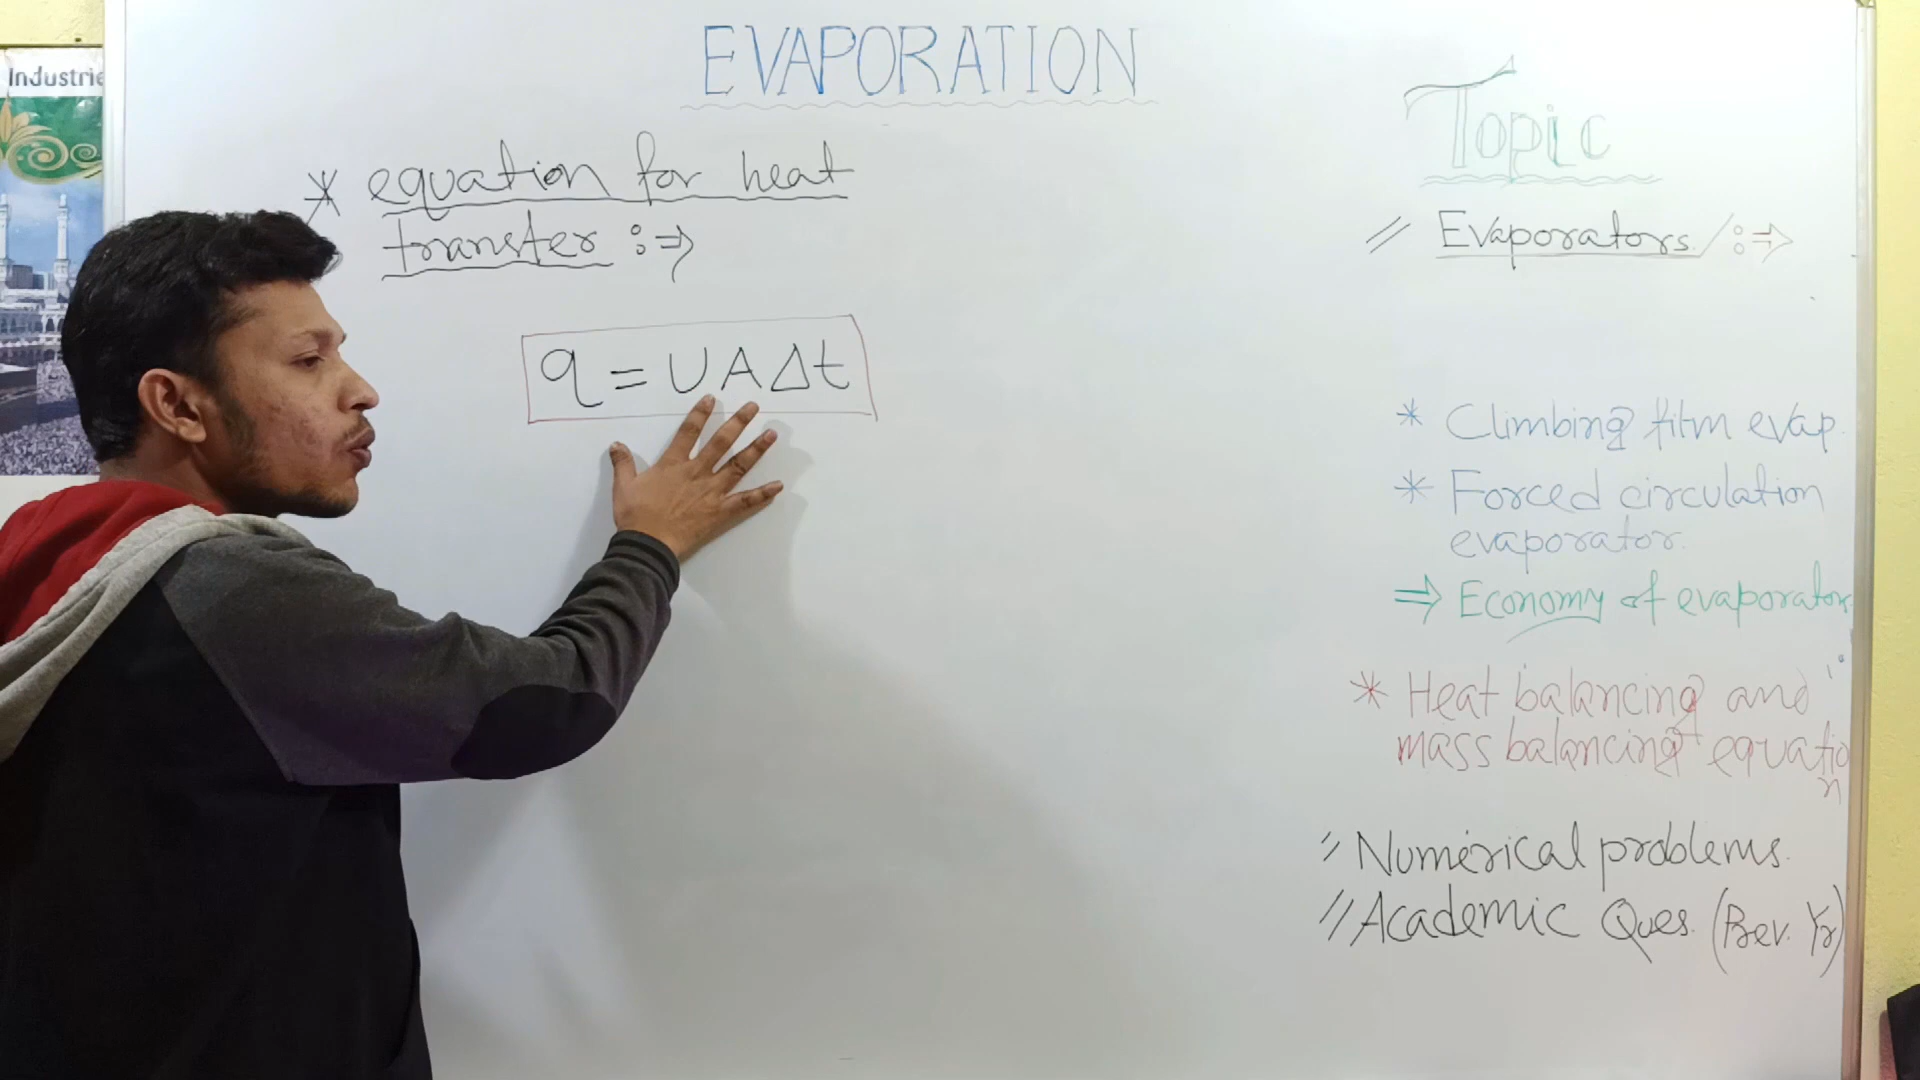 Industrie
EVAPORATION
* equation for heat
transfer :⇒
q = UAΔt
Topic
// Evaporators / :⇒
* Climbing film evap.
* Forced circulation
evaporator.
⇒ Economy of evaporator
* Heat balancing and
mass balancing equatio
n
// Numerical problems.
// Academic Ques. (Prev. Yr)